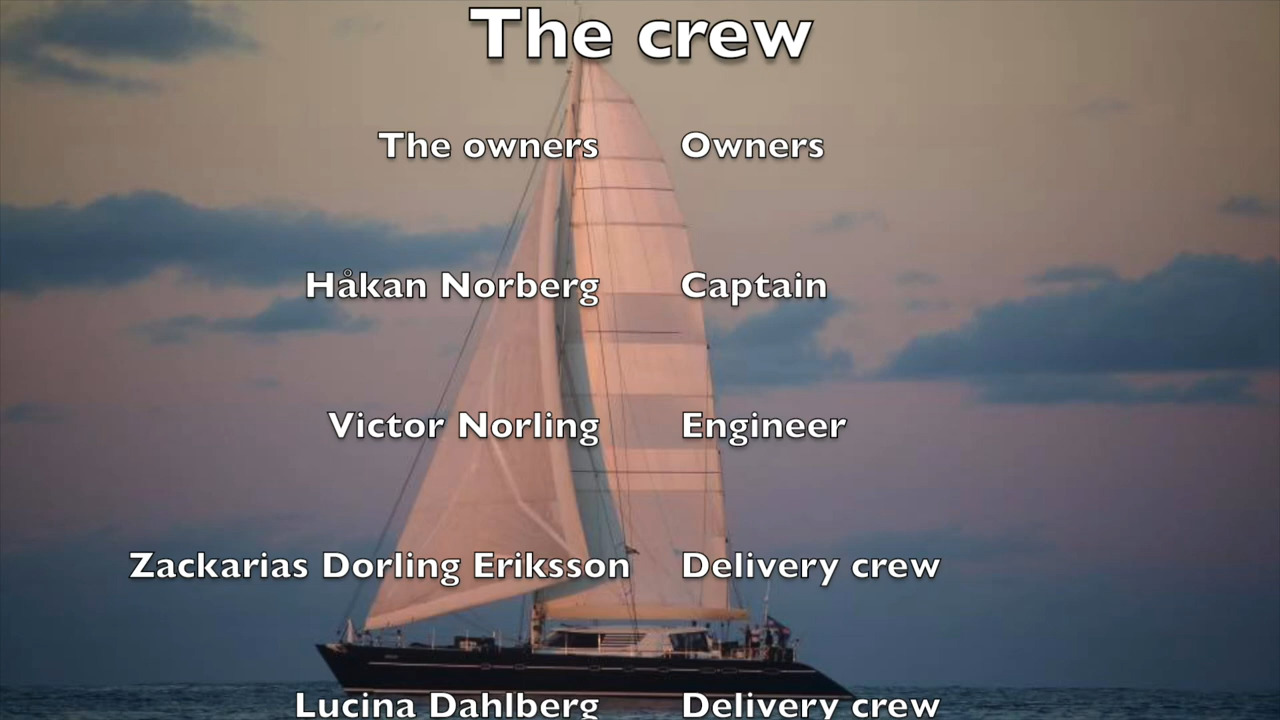 The crew
The owners Owners
Håkan Norberg Captain
Victor Norling Engineer
Zackarias Dorling Eriksson Delivery crew
Lucina Dahlberg Delivery crew